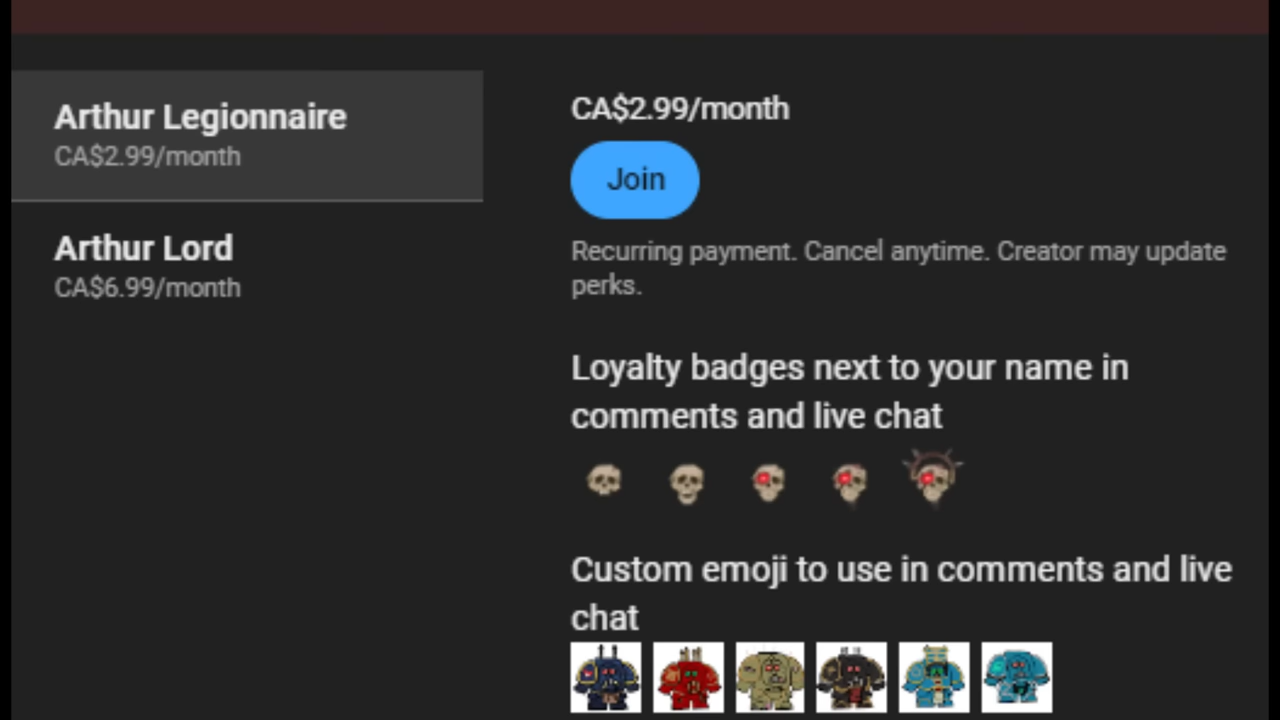 Arthur Legionnaire
CA$2.99/month
Arthur Lord
CA$6.99/month
CA$2.99/month
Join
Recurring payment. Cancel anytime. Creator may update
perks.
Loyalty badges next to your name in
comments and live chat
Custom emoji to use in comments and live
chat